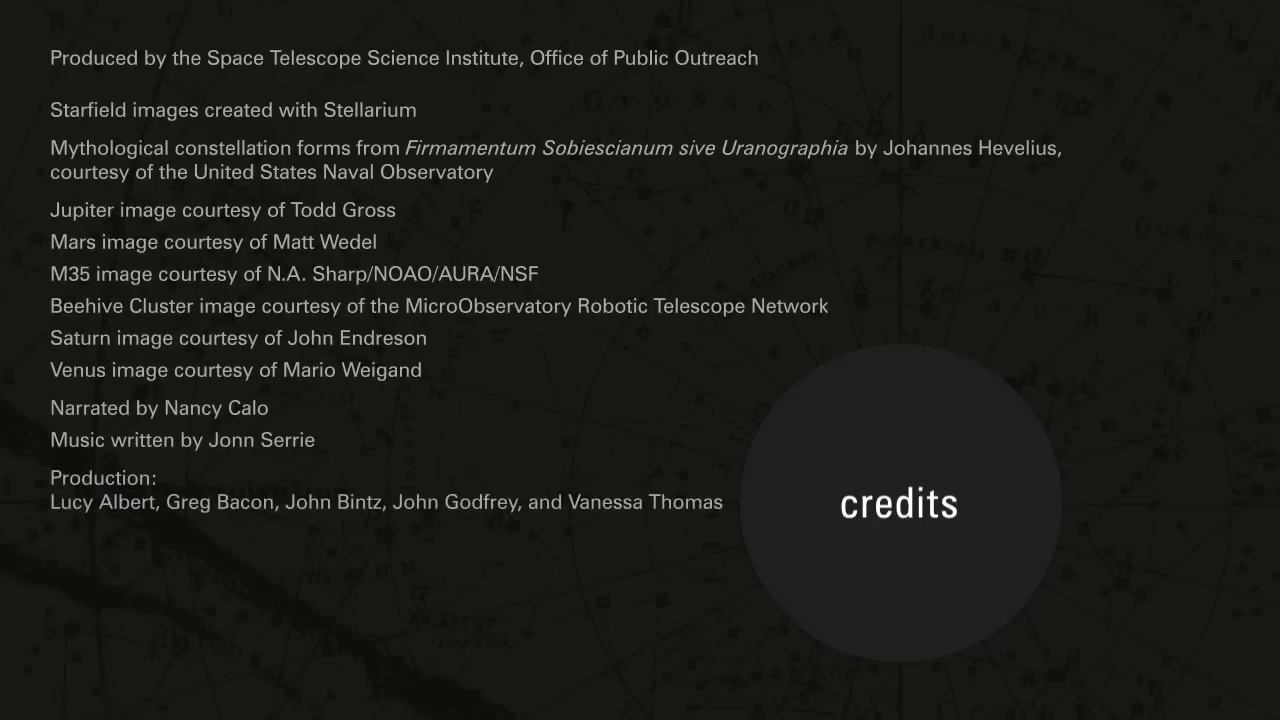 Produced by the Space Telescope Science Institute, Office of Public Outreach
Starfield images created with Stellarium
Mythological constellation forms from Firmamentum Sobiescianum sive Uranographia by Johannes Hevelius,
courtesy of the United States Naval Observatory
Jupiter image courtesy of Todd Gross
Mars image courtesy of Matt Wedel
M35 image courtesy of N.A. Sharp/NOAO/AURA/NSF
Beehive Cluster image courtesy of the MicroObservatory Robotic Telescope Network
Saturn image courtesy of John Endreson
Venus image courtesy of Mario Weigand
Narrated by Nancy Calo
Music written by Jonn Serrie
Production:
Lucy Albert, Greg Bacon, John Bintz, John Godfrey, and Vanessa Thomas
credits